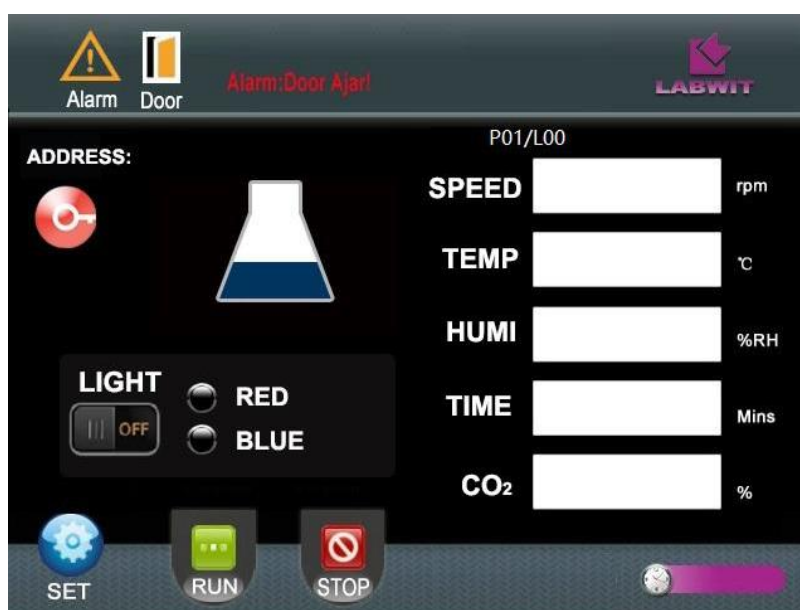 Alarm
Door
Alarm:Door Ajar!
LABWIT
ADDRESS:
P01/L00
SPEED rpm
TEMP ℃
HUMI %RH
TIME Mins
CO₂ %
LIGHT
OFF
RED
BLUE
SET
RUN
STOP